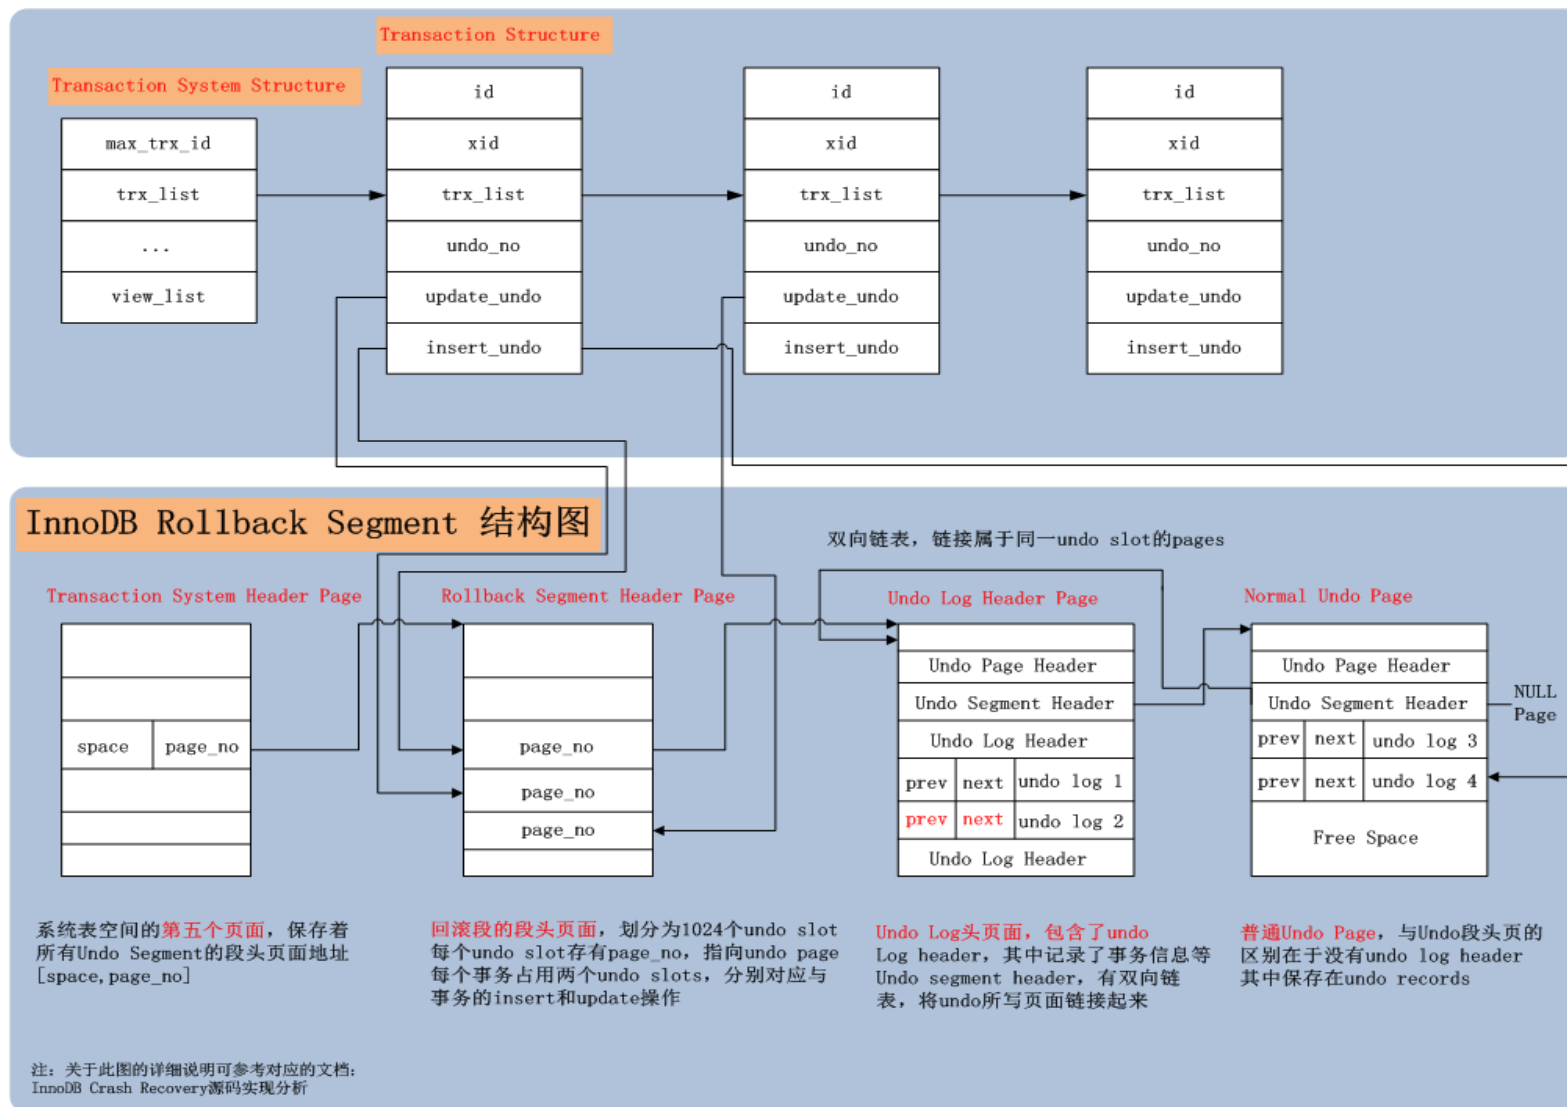 Transaction Structure
Transaction System Structure
max_trx_id
trx_list
...
view_list
id
xid
trx_list
undo_no
update_undo
insert_undo
id
xid
trx_list
undo_no
update_undo
insert_undo
id
xid
trx_list
undo_no
update_undo
insert_undo
InnoDB Rollback Segment 结构图
双向链表，链接属于同一undo slot的pages
Transaction System Header Page
space page_no
系统表空间的第五个页面，保存着
所有Undo Segment的段头页面地址
[space,page_no]
Rollback Segment Header Page
page_no
page_no
page_no
回滚段的段头页面，划分为1024个undo slot
每个undo slot存有page_no，指向undo page
每个事务占用两个undo slots，分别对应与
事务的insert和update操作
Undo Log Header Page
Undo Page Header
Undo Segment Header
Undo Log Header
prev next undo log 1
prev next undo log 2
Undo Log Header
Undo Log头页面，包含了undo
Log header，其中记录了事务信息等
Undo segment header，有双向链
表，将undo所写页面链接起来
Normal Undo Page
Undo Page Header
Undo Segment Header
prev next undo log 3
prev next undo log 4
Free Space
NULL
Page
普通Undo Page，与Undo段头页的
区别在于没有undo log header
其中保存在undo records
注：关于此图的详细说明可参考对应的文档：
InnoDB Crash Recovery源码实现分析